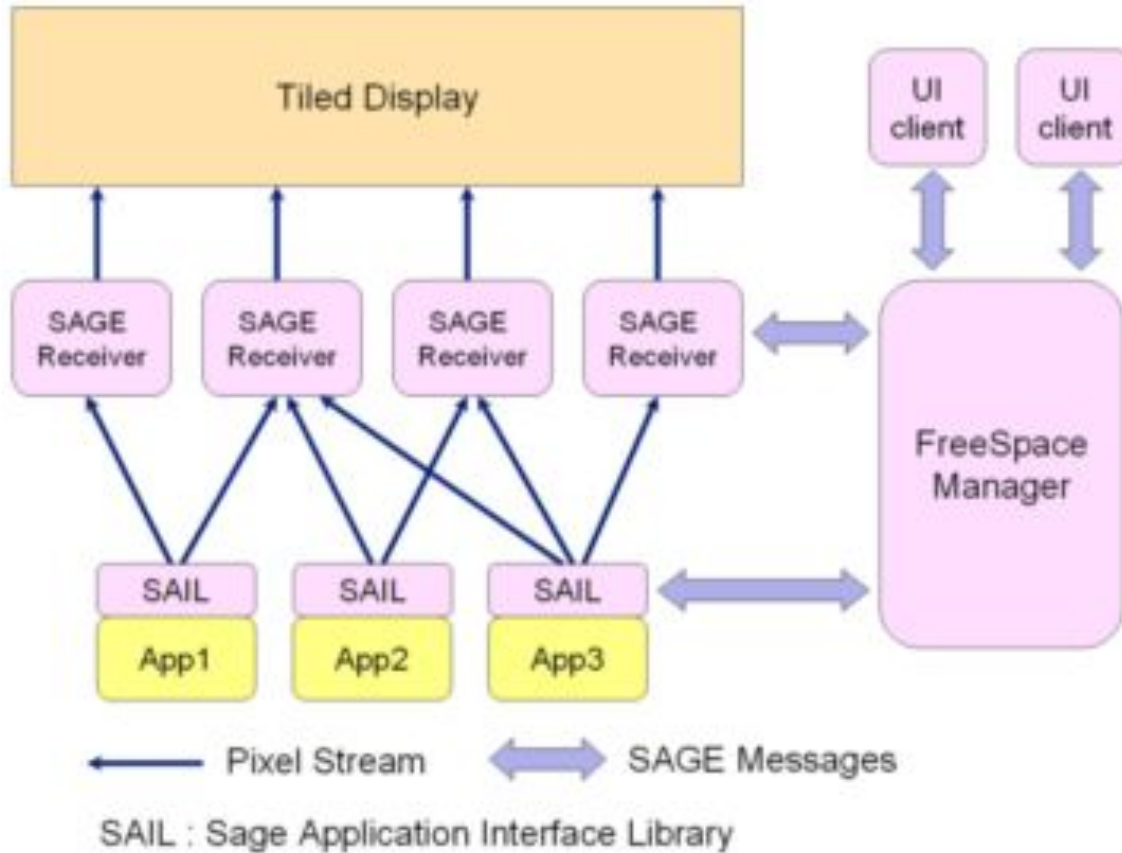 Tiled Display
UI
client
UI
client
SAGE
Receiver
SAGE
Receiver
SAGE
Receiver
SAGE
Receiver
FreeSpace
Manager
SAIL
SAIL
SAIL
App1
App2
App3
Pixel Stream
SAGE Messages
SAIL : Sage Application Interface Library